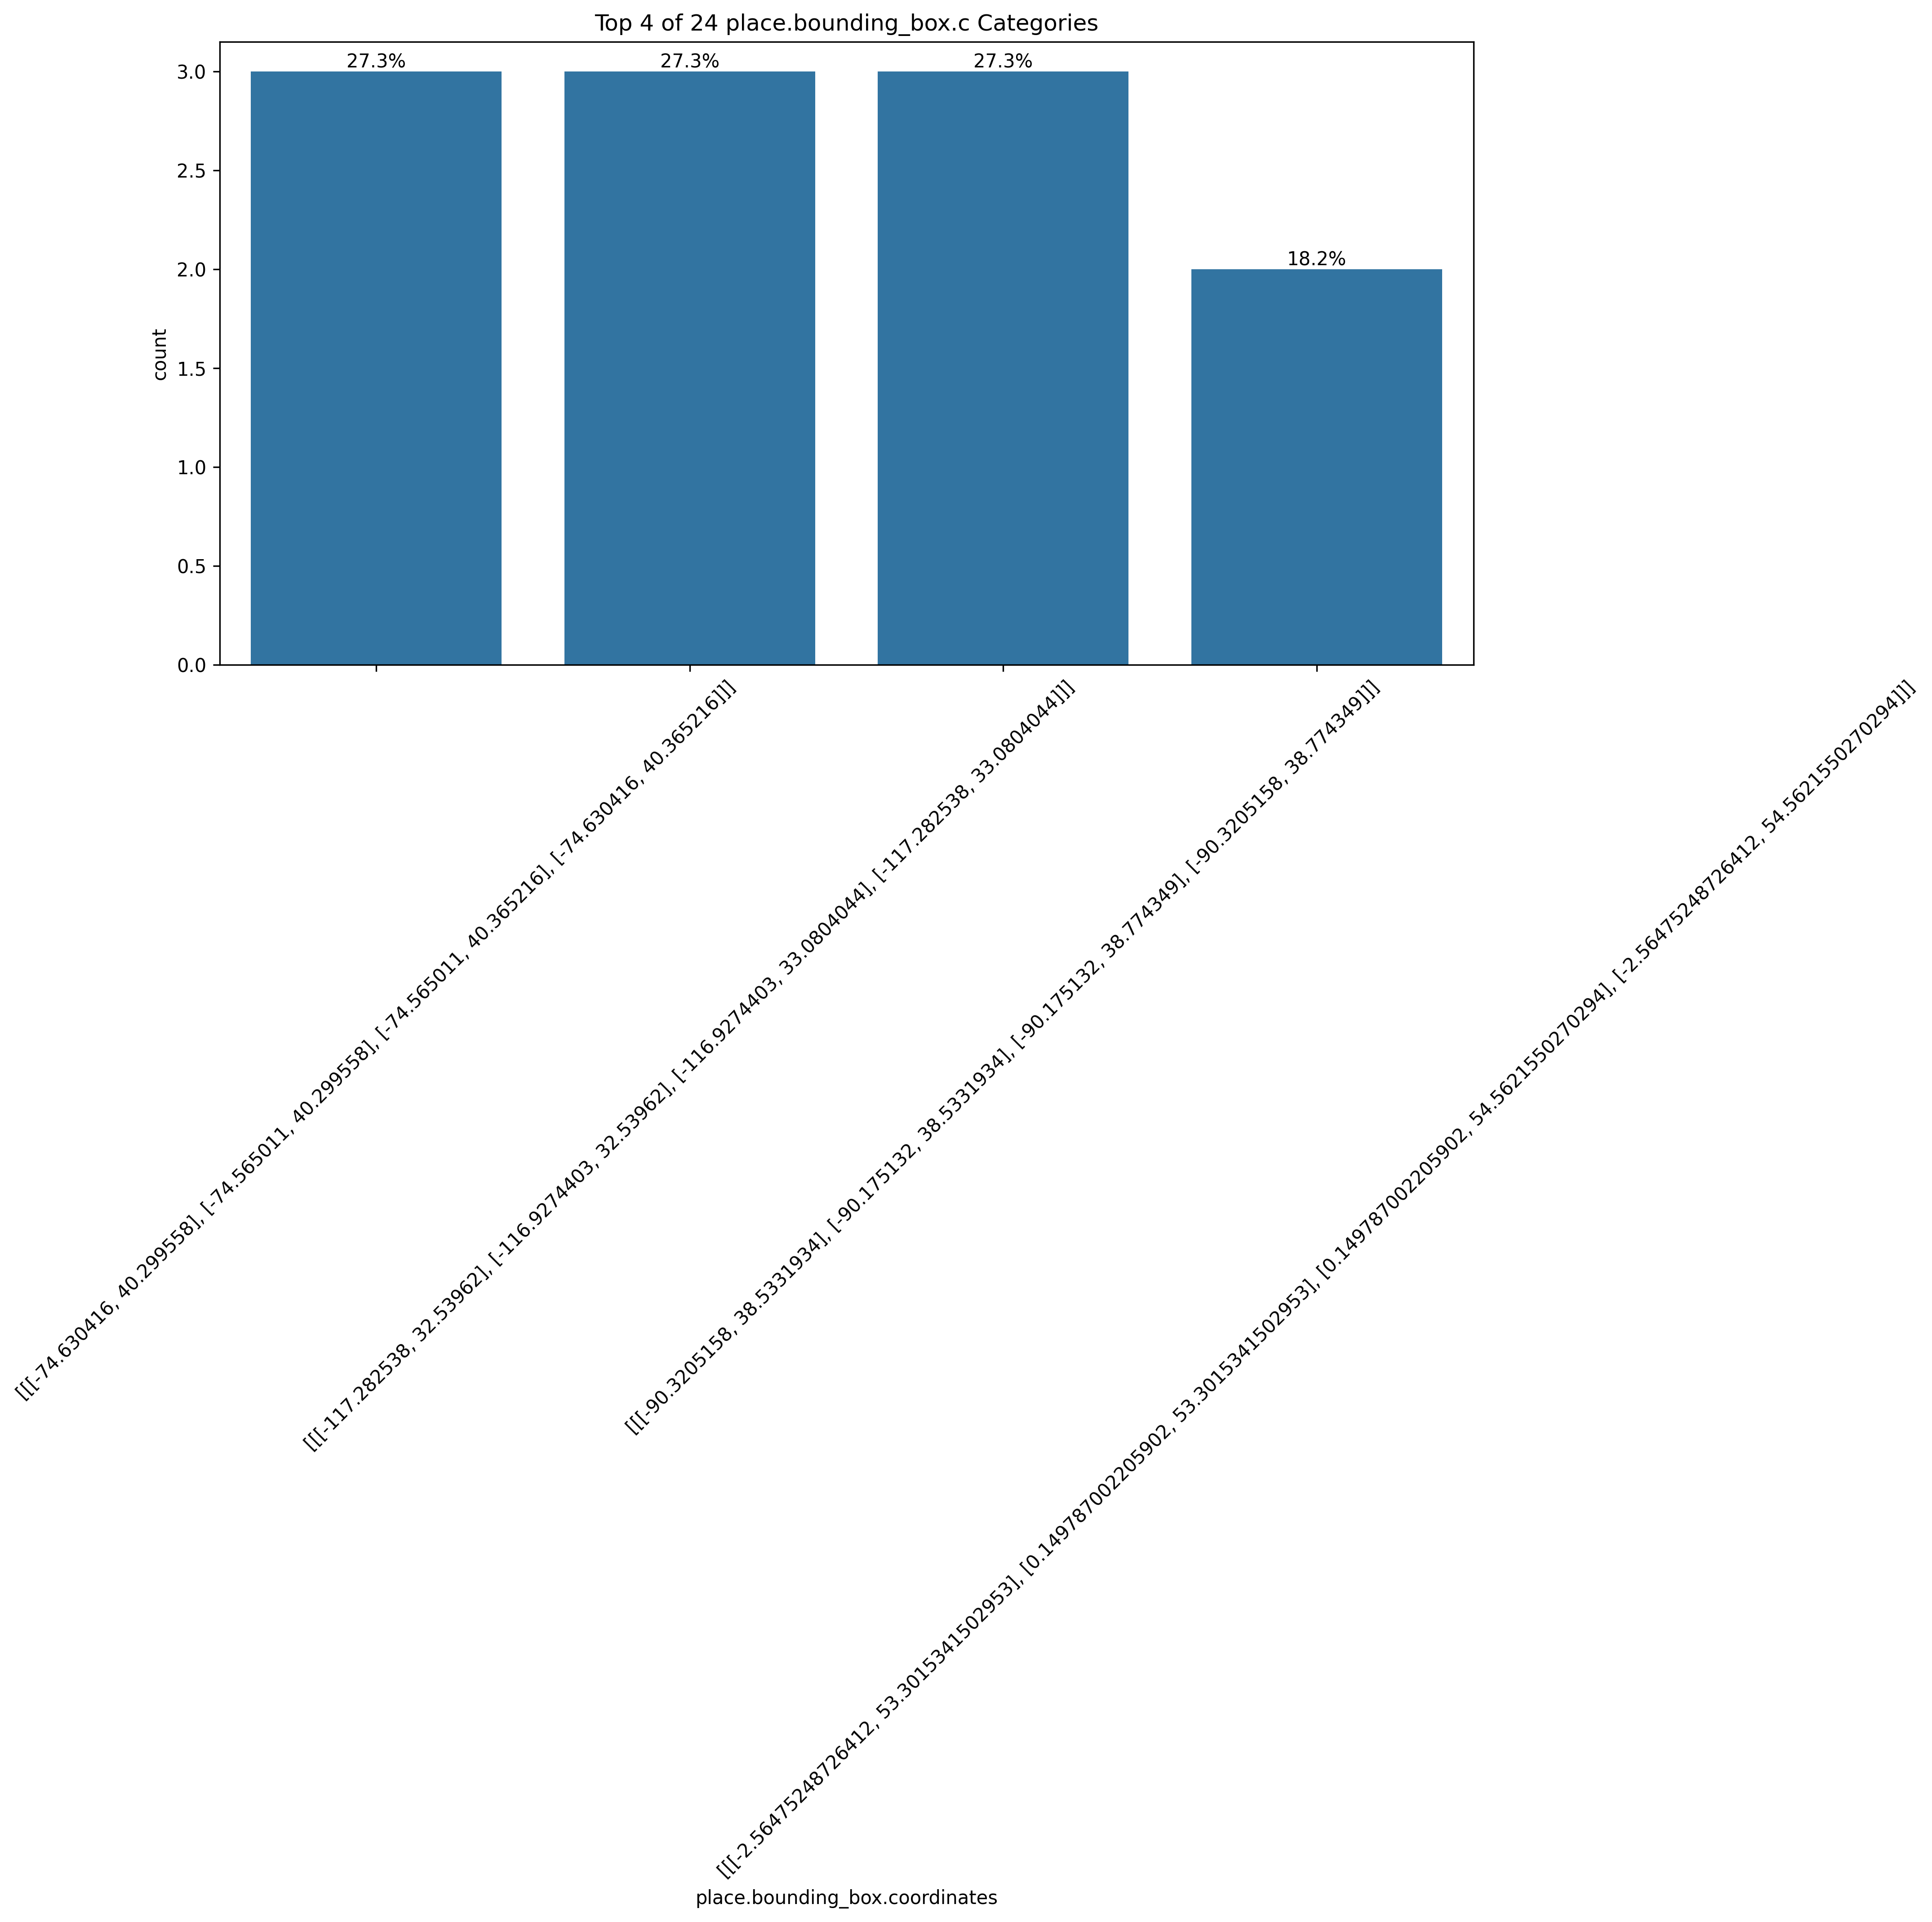 Top 4 of 24 place.bounding_box.c Categories
27.3%
27.3%
27.3%
18.2%
3.0
2.5
2.0
1.5
1.0
0.5
0.0
count
[[[-74.630416, 40.299558], [-74.565011, 40.299558], [-74.565011, 40.365216], [-74.630416, 40.365216]]]
[[[-117.282538, 32.53962], [-116.9274403, 32.53962], [-116.9274403, 33.0804044], [-117.282538, 33.0804044]]]
[[[-90.3205158, 38.5331934], [-90.175132, 38.5331934], [-90.175132, 38.774349], [-90.3205158, 38.774349]]]
[[[-2.56475248726412, 53.3015341502953], [0.149787002205902, 53.3015341502953], [0.149787002205902, 54.5621550270294], [-2.56475248726412, 54.5621550270294]]]
place.bounding_box.coordinates